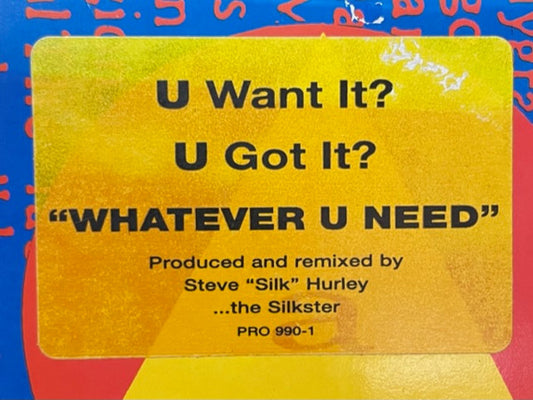 U Want It?
U Got It?
“WHATEVER U NEED”
Produced and remixed by
Steve “Silk” Hurley
...the Silkster
PRO 990-1